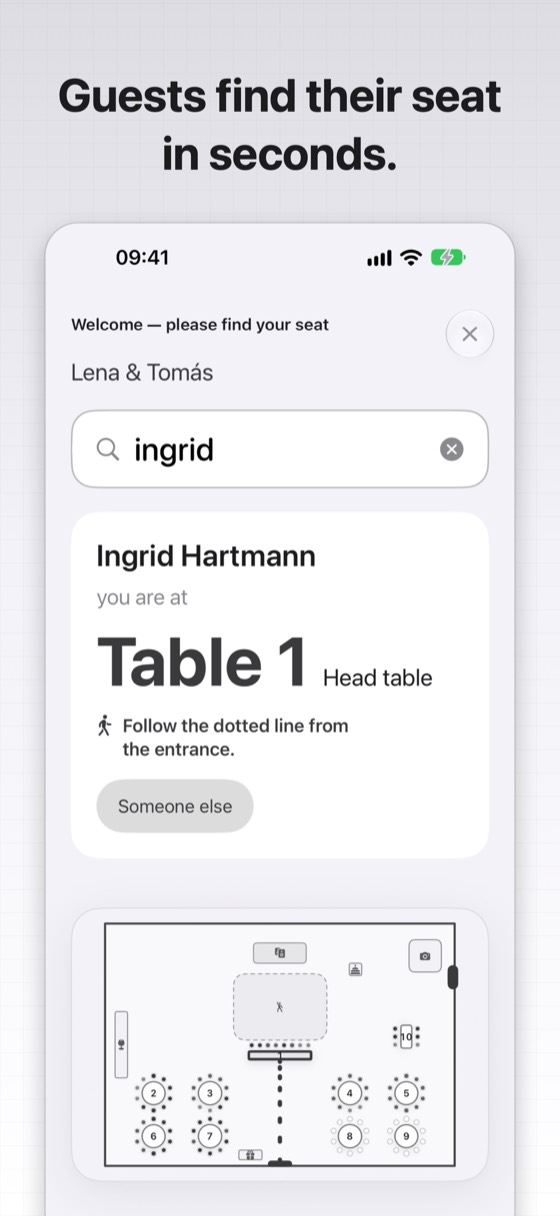 Guests find their seat
in seconds.
09:41
Welcome — please find your seat
Lena & Tomás
ingrid
Ingrid Hartmann
you are at
Table 1 Head table
Follow the dotted line from
the entrance.
Someone else
10
2 3 4 5
6 7 8 9